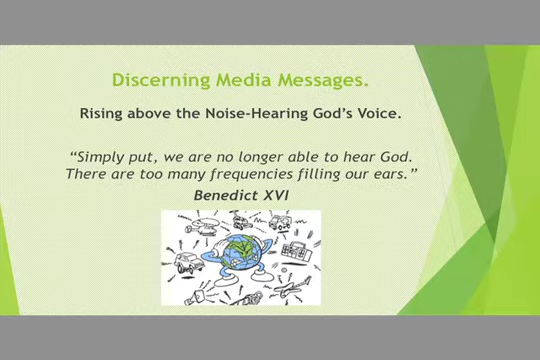 Discerning Media Messages.
Rising above the Noise-Hearing God's Voice.
“Simply put, we are no longer able to hear God.
There are too many frequencies filling our ears.”
Benedict XVI